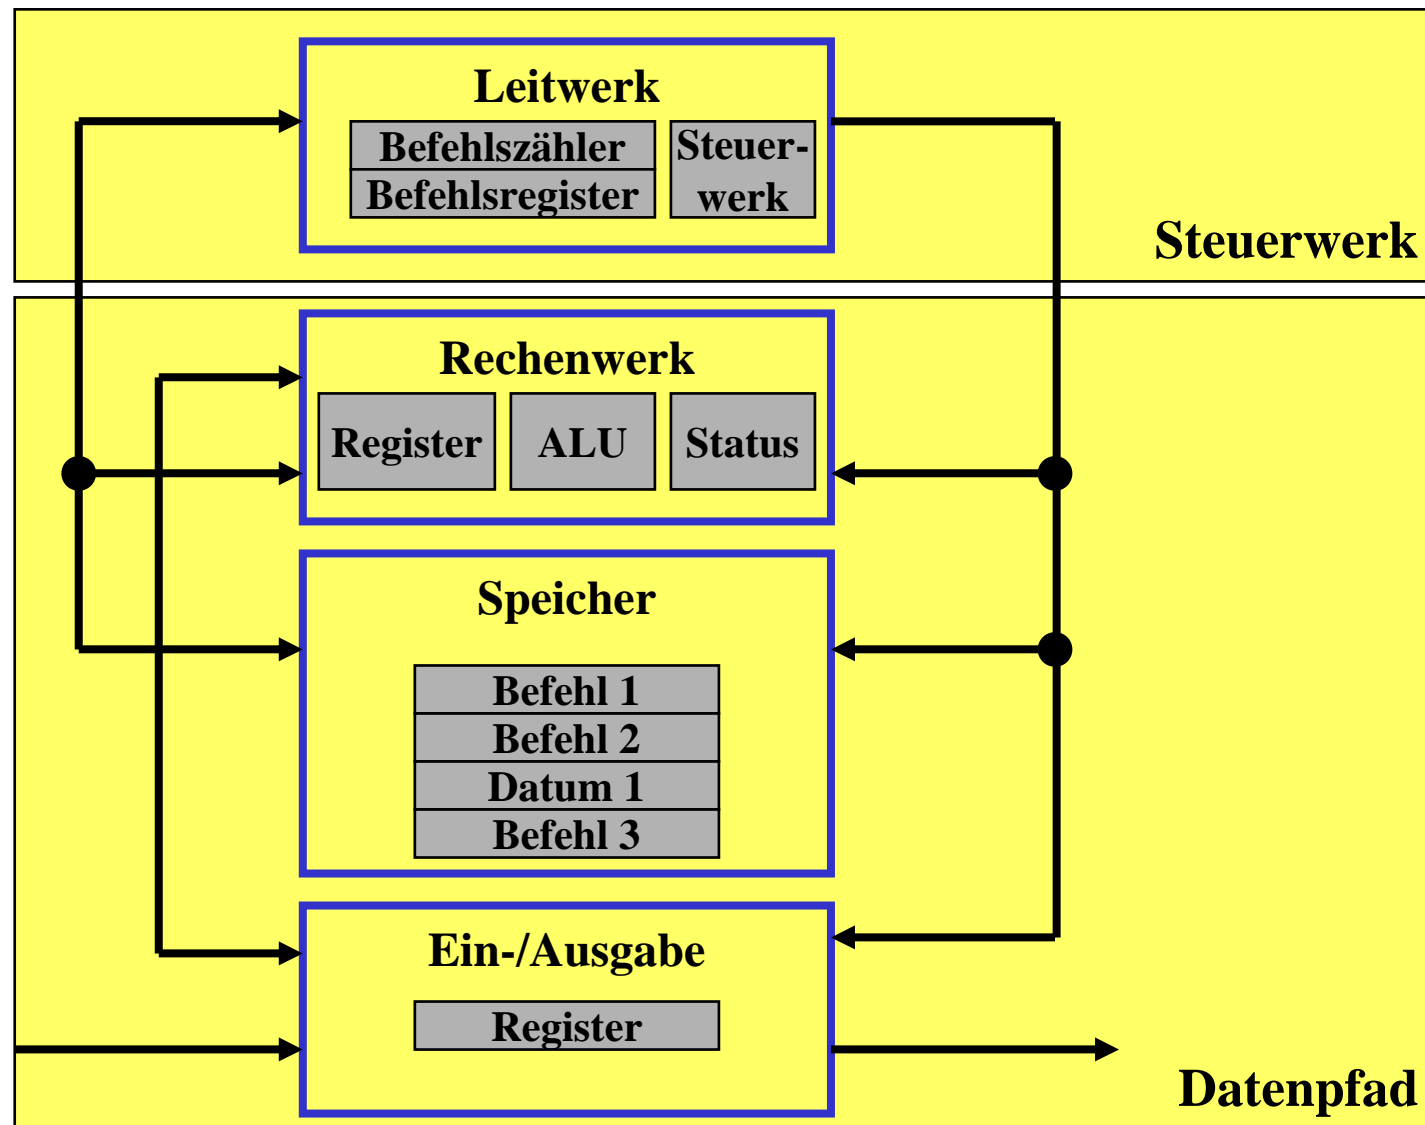 Leitwerk
Befehlszähler
Befehlsregister
Steuer-
werk
Steuerwerk
Rechenwerk
Register
ALU
Status
Speicher
Befehl 1
Befehl 2
Datum 1
Befehl 3
Ein-/Ausgabe
Register
Datenpfad